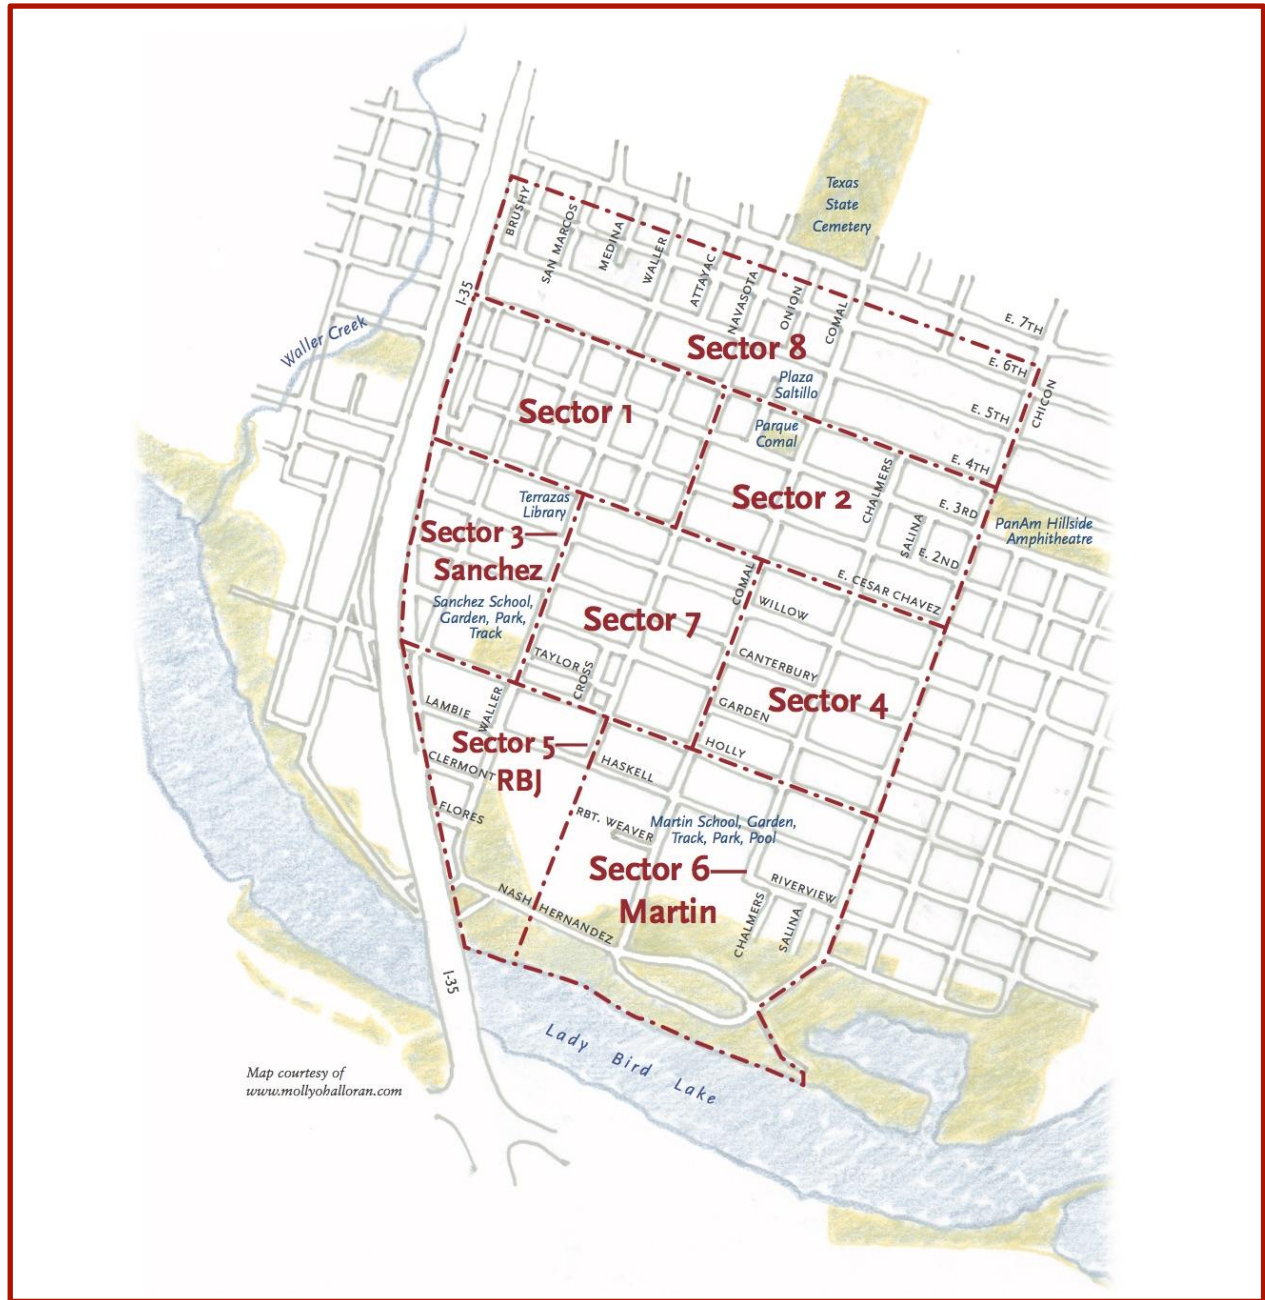 Texas
State
Cemetery
BRUSHY
SAN MARCOS
MEDINA
WALLER
ATTAYAC
NAVASOTA
ONION
COMAL
I-35
E. 7TH
E. 6TH
CHICON
E. 5TH
Waller Creek
Sector 8
Plaza
Saltillo
Sector 1
Parque
Comal
E. 4TH
CHALMERS
Sector 2
E. 3RD
SALINA
E. 2ND
PanAm Hillside
Amphitheatre
Terrazas
Library
Sector 3
Sanchez
Sanchez School,
Garden, Park,
Track
COMAL
E. CESAR CHAVEZ
WILLOW
Sector 7
TAYLOR
CROSS
CANTERBURY
Sector 4
GARDEN
HOLLY
LAMBIE
WALLER
Sector 5
RBJ
CLERMONT
HASKELL
FLORES
RBT. WEAVER
Martin School, Garden,
Track, Park, Pool
Sector 6
Martin
RIVERVIEW
NASH HERNANDEZ
CHALMERS
SALINA
I-35
Lady Bird Lake
Map courtesy of
www.mollyohalloran.com